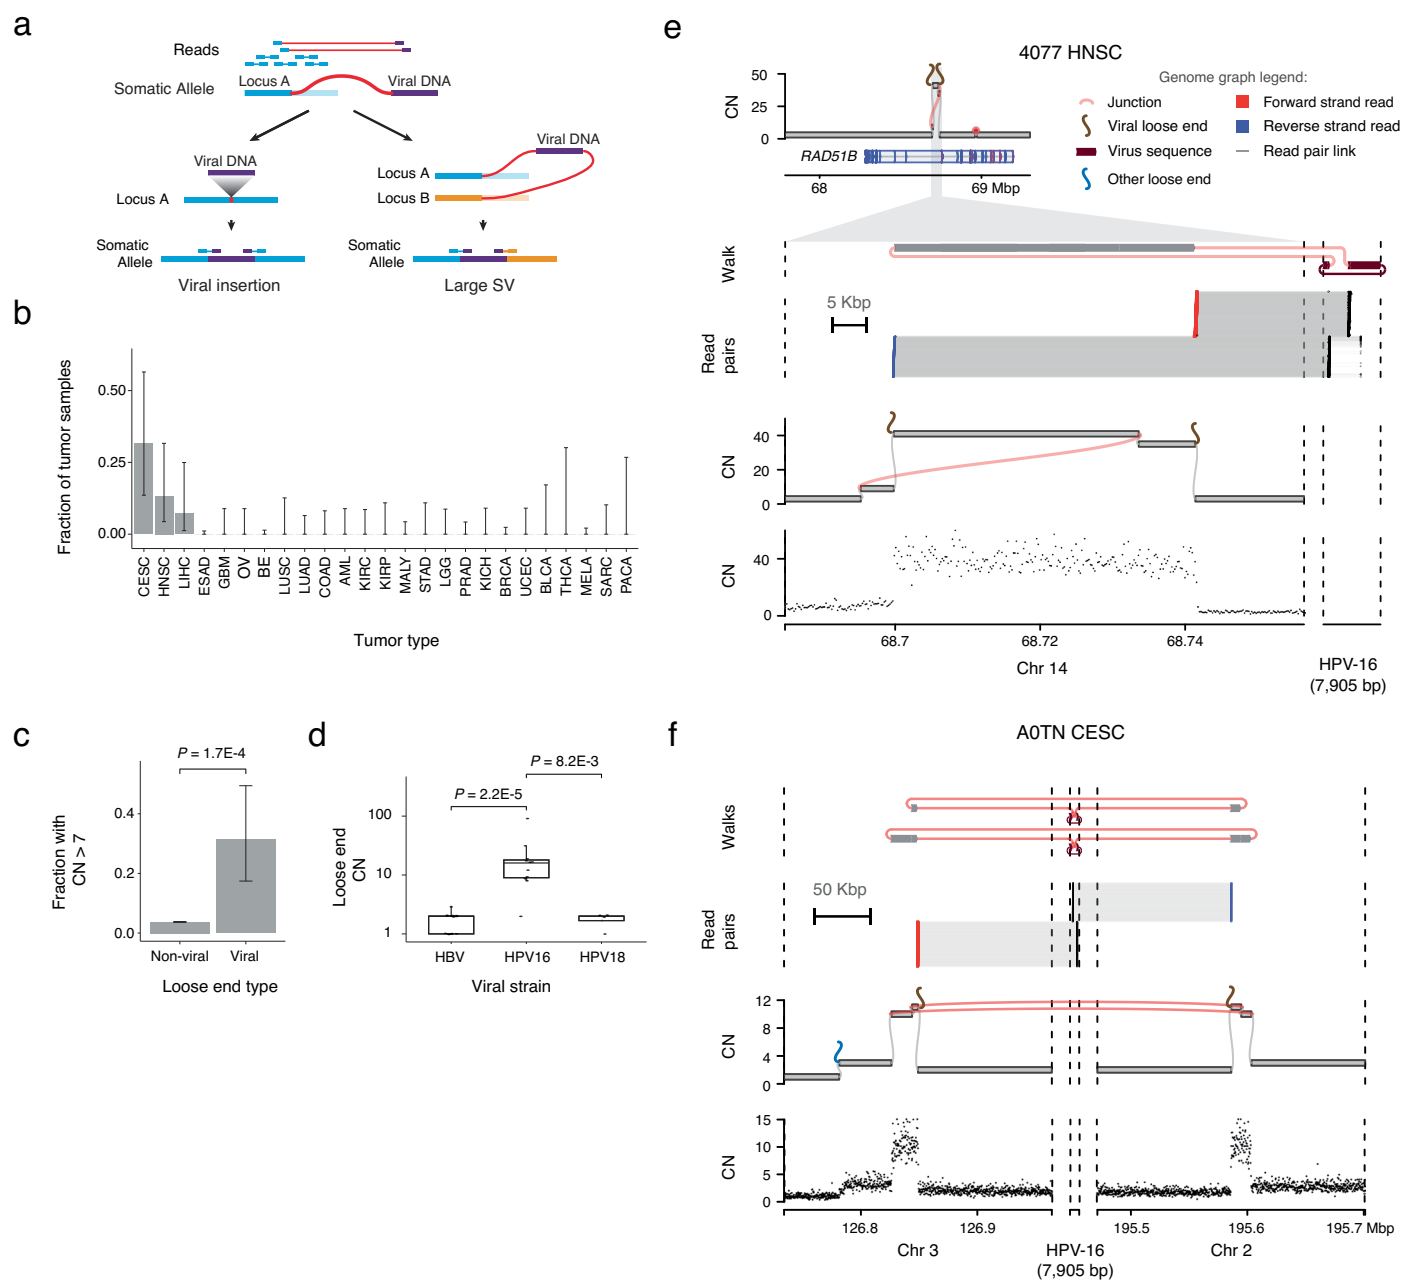 a
Reads
Somatic Allele
Locus A
Viral DNA
Viral DNA
Locus A
Somatic
Allele
Viral insertion
Viral DNA
Locus A
Locus B
Somatic
Allele
Large SV
b
Fraction of tumor samples
0.50
0.25
0.00
CESC
HNSC
LIHC
ESAD
GBM
OV
BE
LUSC
LUAD
COAD
AML
KIRC
KIRP
MALY
STAD
LGG
PRAD
KICH
BRCA
UCEC
BLCA
THCA
MELA
SARC
PACA
Tumor type
c
Fraction with
CN > 7
P = 1.7E-4
0.4
0.2
0.0
Non-viral
Viral
Loose end type
d
Loose end
CN
P = 8.2E-3
P = 2.2E-5
100
10
1
HBV
HPV16
HPV18
Viral strain
e
4077 HNSC
CN
50
25
0
RAD51B
68
69 Mbp
Genome graph legend:
Junction
Viral loose end
Virus sequence
Other loose end
Forward strand read
Reverse strand read
Read pair link
Walk
5 Kbp
Read
pairs
CN
40
20
0
CN
40
0
68.7
68.72
68.74
Chr 14
HPV-16
(7,905 bp)
f
A0TN CESC
Walks
50 Kbp
Read
pairs
CN
12
8
4
0
CN
15
10
5
0
126.8
126.9
195.5
195.6
195.7 Mbp
Chr 3
HPV-16
(7,905 bp)
Chr 2